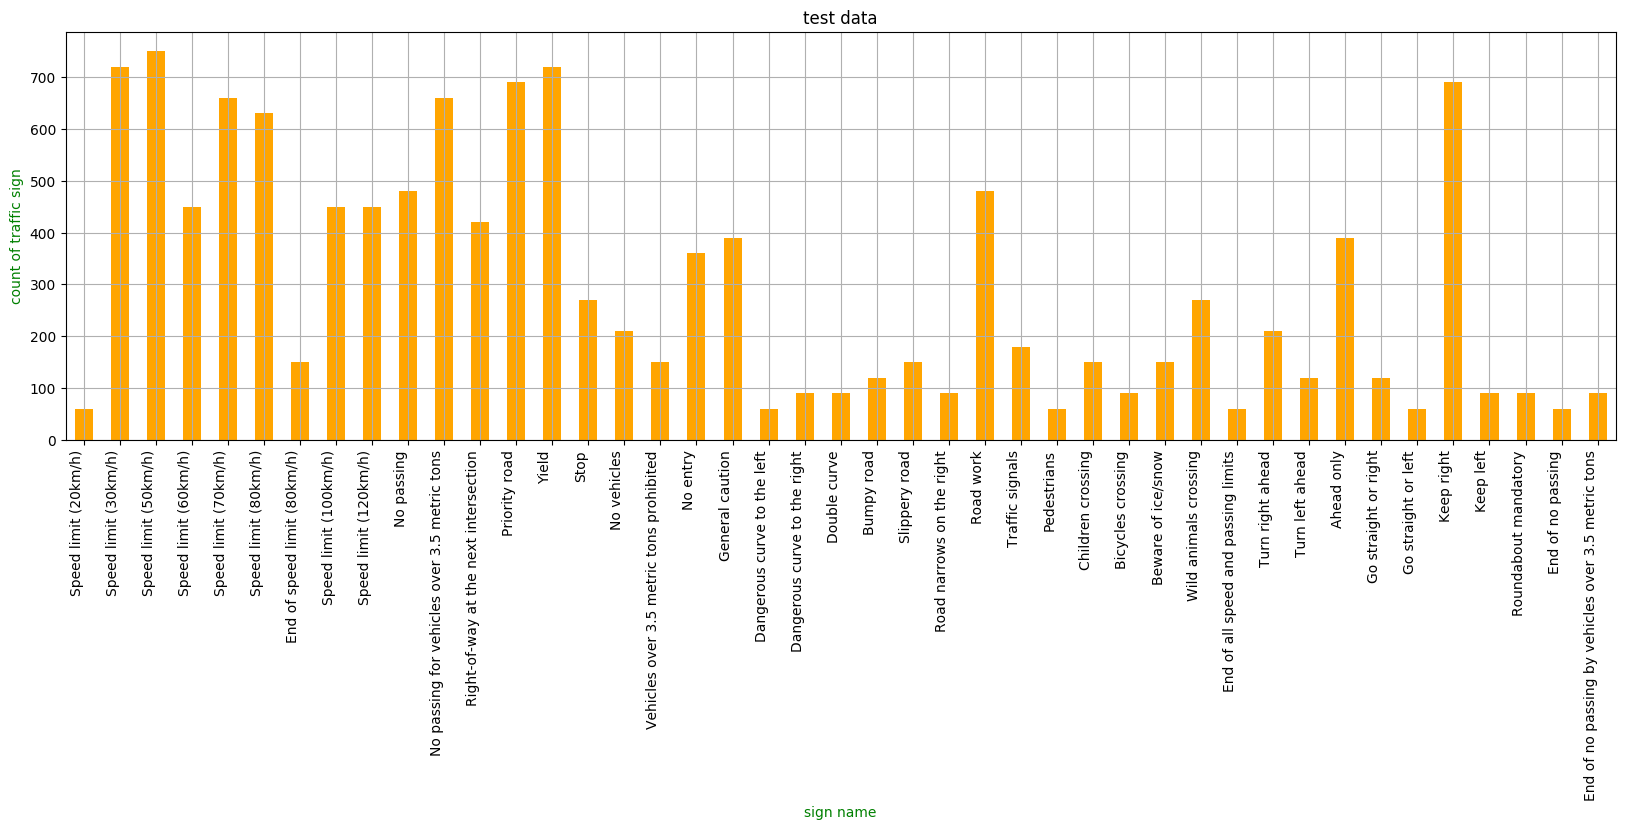 test data
count of traffic sign
700
600
500
400
300
200
100
0
Speed limit (20km/h)
Speed limit (30km/h)
Speed limit (50km/h)
Speed limit (60km/h)
Speed limit (70km/h)
Speed limit (80km/h)
End of speed limit (80km/h)
Speed limit (100km/h)
Speed limit (120km/h)
No passing
No passing for vehicles over 3.5 metric tons
Right-of-way at the next intersection
Priority road
Yield
Stop
No vehicles
Vehicles over 3.5 metric tons prohibited
No entry
General caution
Dangerous curve to the left
Dangerous curve to the right
Double curve
Bumpy road
Slippery road
Road narrows on the right
Road work
Traffic signals
Pedestrians
Children crossing
Bicycles crossing
Beware of ice/snow
Wild animals crossing
End of all speed and passing limits
Turn right ahead
Turn left ahead
Ahead only
Go straight or right
Go straight or left
Keep right
Keep left
Roundabout mandatory
End of no passing
End of no passing by vehicles over 3.5 metric tons
sign name